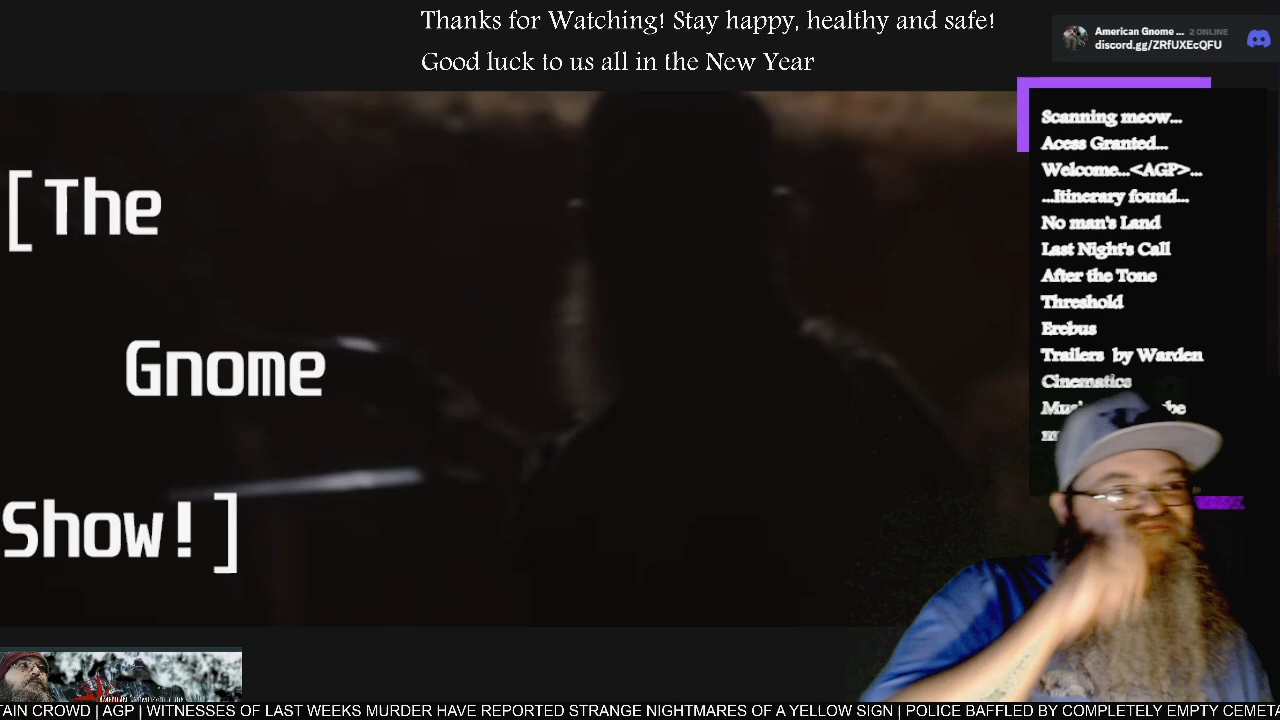 Thanks for Watching! Stay happy, healthy and safe!
Good luck to us all in the New Year
American Gnome ... 2 ONLINE
discord.gg/ZRfUXEcQFU
[The
Gnome
Show!]
Scanning meow...
Acess Granted...
Welcome...<AGP>...
...Itinerary found...
No man's Land
Last Night's Call
After the Tone
Threshold
Erebus
Trailers by Warden
Cinematics
TAIN CROWD | AGP | WITNESSES OF LAST WEEKS MURDER HAVE REPORTED STRANGE NIGHTMARES OF A YELLOW SIGN | POLICE BAFFLED BY COMPLETELY EMPTY CEMETA